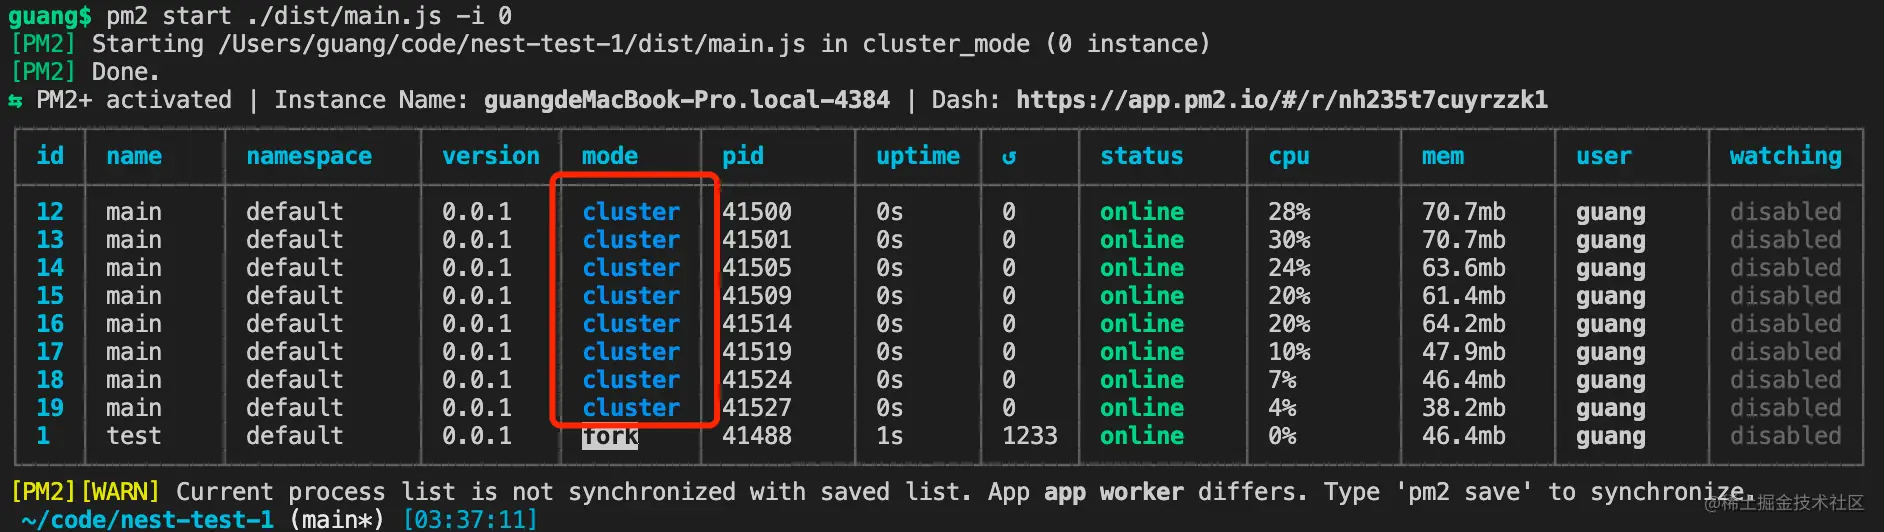 guang$ pm2 start ./dist/main.js -i 0
[PM2] Starting /Users/guang/code/nest-test-1/dist/main.js in cluster_mode (0 instance)
[PM2] Done.
⇆ PM2+ activated | Instance Name: guangdeMacBook-Pro.local-4384 | Dash: https://app.pm2.io/#/r/nh235t7cuyrzzk1
id name namespace version mode pid uptime ↺ status cpu mem user watching
12 main default 0.0.1 cluster 41500 0s 0 online 28% 70.7mb guang disabled
13 main default 0.0.1 cluster 41501 0s 0 online 30% 70.7mb guang disabled
14 main default 0.0.1 cluster 41505 0s 0 online 24% 63.6mb guang disabled
15 main default 0.0.1 cluster 41509 0s 0 online 20% 61.4mb guang disabled
16 main default 0.0.1 cluster 41514 0s 0 online 20% 64.2mb guang disabled
17 main default 0.0.1 cluster 41519 0s 0 online 10% 47.9mb guang disabled
18 main default 0.0.1 cluster 41524 0s 0 online 7% 46.4mb guang disabled
19 main default 0.0.1 cluster 41527 0s 0 online 4% 38.2mb guang disabled
1 test default 0.0.1 fork 41488 1s 1233 online 0% 46.4mb guang disabled
[PM2][WARN] Current process list is not synchronized with saved list. App app worker differs. Type 'pm2 save' to synchronize.
~/code/nest-test-1 (main*) [03:37:11]
@稀土掘金技术社区